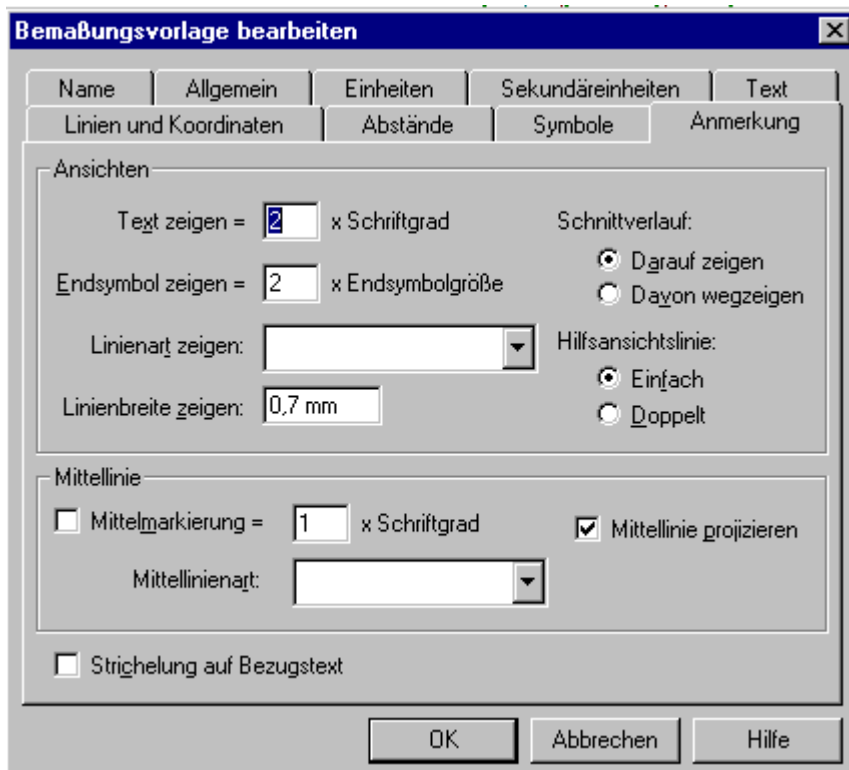 Bemaßungsvorlage bearbeiten
Name Allgemein Einheiten Sekundäreinheiten Text
Linien und Koordinaten Abstände Symbole Anmerkung
Ansichten
Text zeigen = 2 x Schriftgrad
Schnittverlauf:
Darauf zeigen
Endsymbol zeigen = 2 x Endsymbolgröße
Davon wegzeigen
Linienart zeigen:
Hilfsansichtslinie:
Einfach
Linienbreite zeigen: 0,7 mm
Doppelt
Mittellinie
Mittelmarkierung = 1 x Schriftgrad
Mittellinie projizieren
Mittellinienart:
Strichelung auf Bezugstext
OK Abbrechen Hilfe